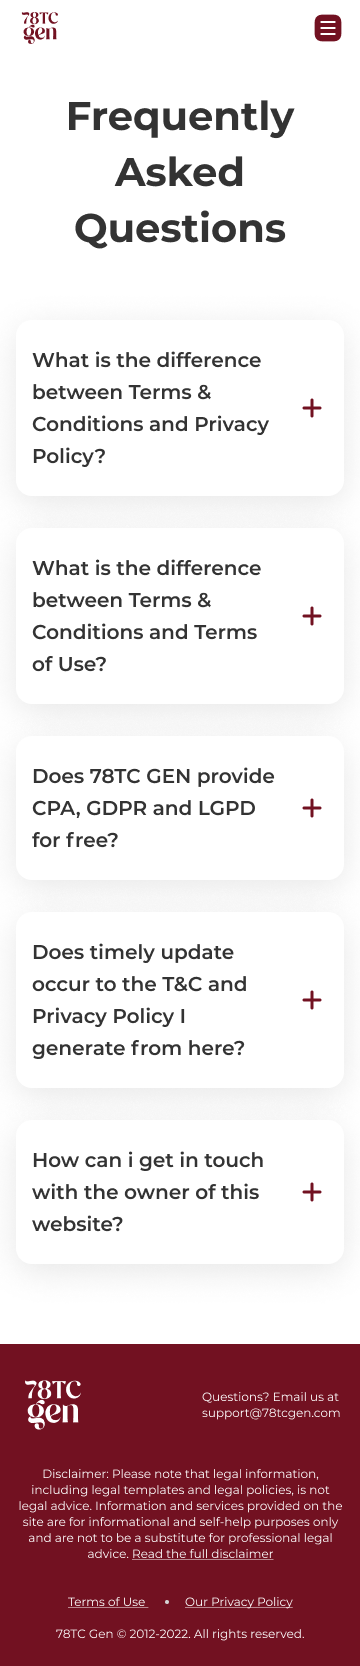 78TC
gen
Frequently
Asked
Questions
What is the difference
between Terms &
Conditions and Privacy
Policy?
What is the difference
between Terms &
Conditions and Terms
of Use?
Does 78TC GEN provide
CPA, GDPR and LGPD
for free?
Does timely update
occur to the T&C and
Privacy Policy I
generate from here?
How can i get in touch
with the owner of this
website?
78TC
gen
Questions? Email us at
support@78tcgen.com
Disclaimer: Please note that legal information,
including legal templates and legal policies, is not
legal advice. Information and services provided on the
site are for informational and self-help purposes only
and are not to be a substitute for professional legal
advice. Read the full disclaimer
Terms of Use • Our Privacy Policy
78TC Gen © 2012-2022. All rights reserved.